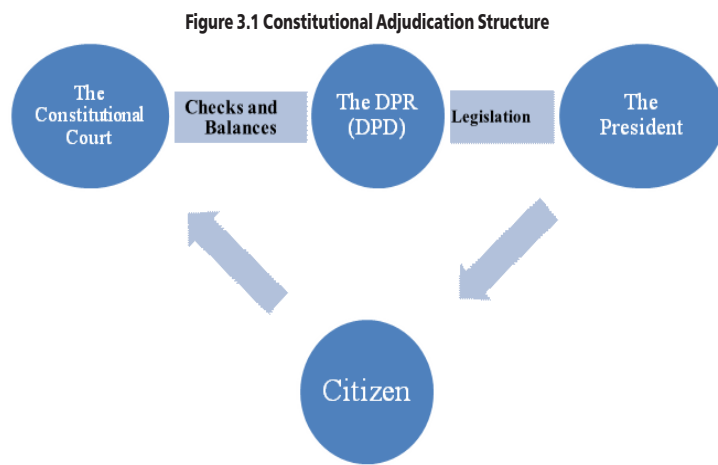 Figure 3.1 Constitutional Adjudication Structure
The
Constitutional
Court
Checks and
Balances
The DPR
(DPD)
Legislation
The
President
Citizen